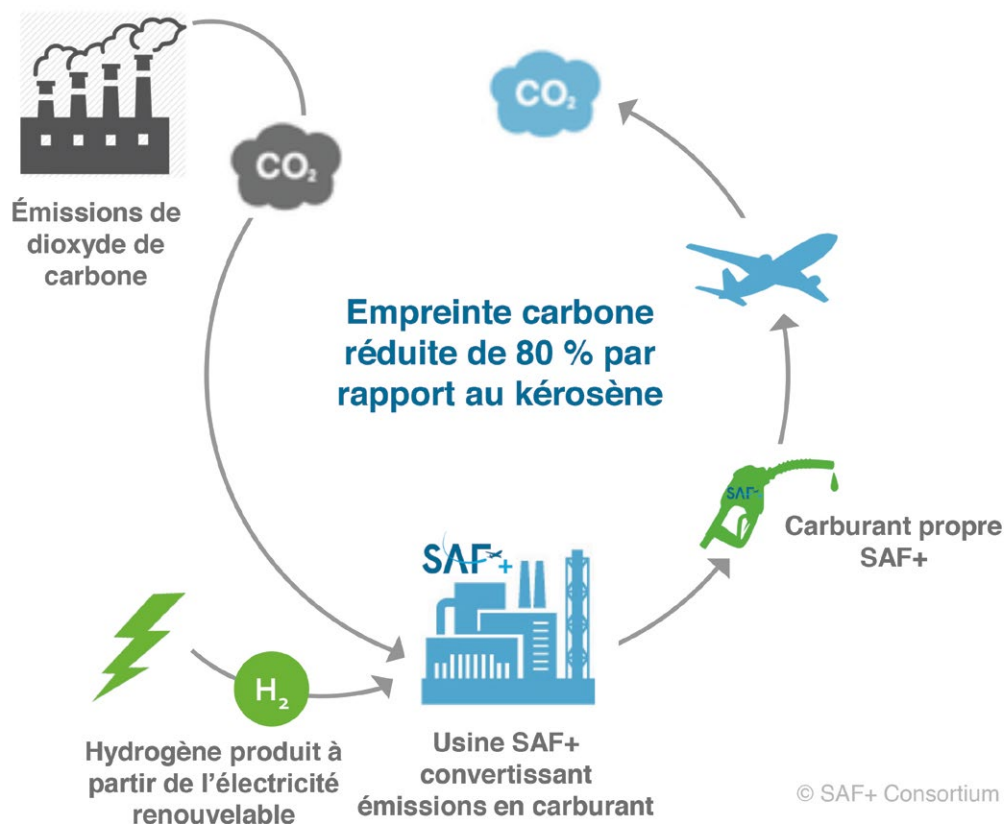 CO₂
CO₂
Émissions de
dioxyde de
carbone
Empreinte carbone
réduite de 80 % par
rapport au kérosène
SAF+
Carburant propre
SAF+
SAF+
H₂
Hydrogène produit à
partir de l’électricité
renouvelable
Usine SAF+
convertissant
émissions en carburant
© SAF+ Consortium